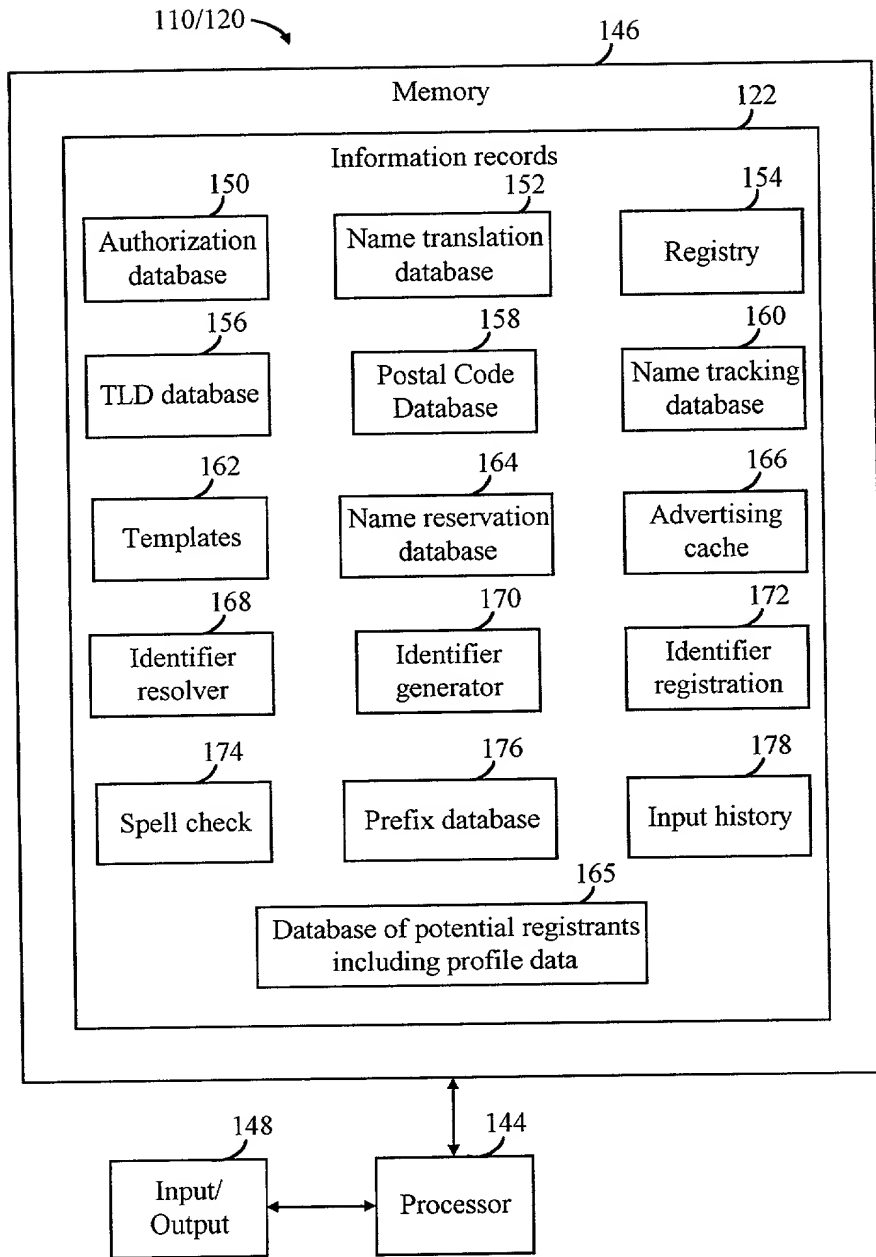 110/120
146
Memory
122
Information records
150
152
154
Authorization
database
Name translation
database
Registry
156
158
160
TLD database
Postal Code
Database
Name tracking
database
162
164
166
Templates
Name reservation
database
Advertising
cache
168
170
172
Identifier
resolver
Identifier
generator
Identifier
registration
174
176
178
Spell check
Prefix database
Input history
165
Database of potential registrants
including profile data
148
144
Input/
Output
Processor